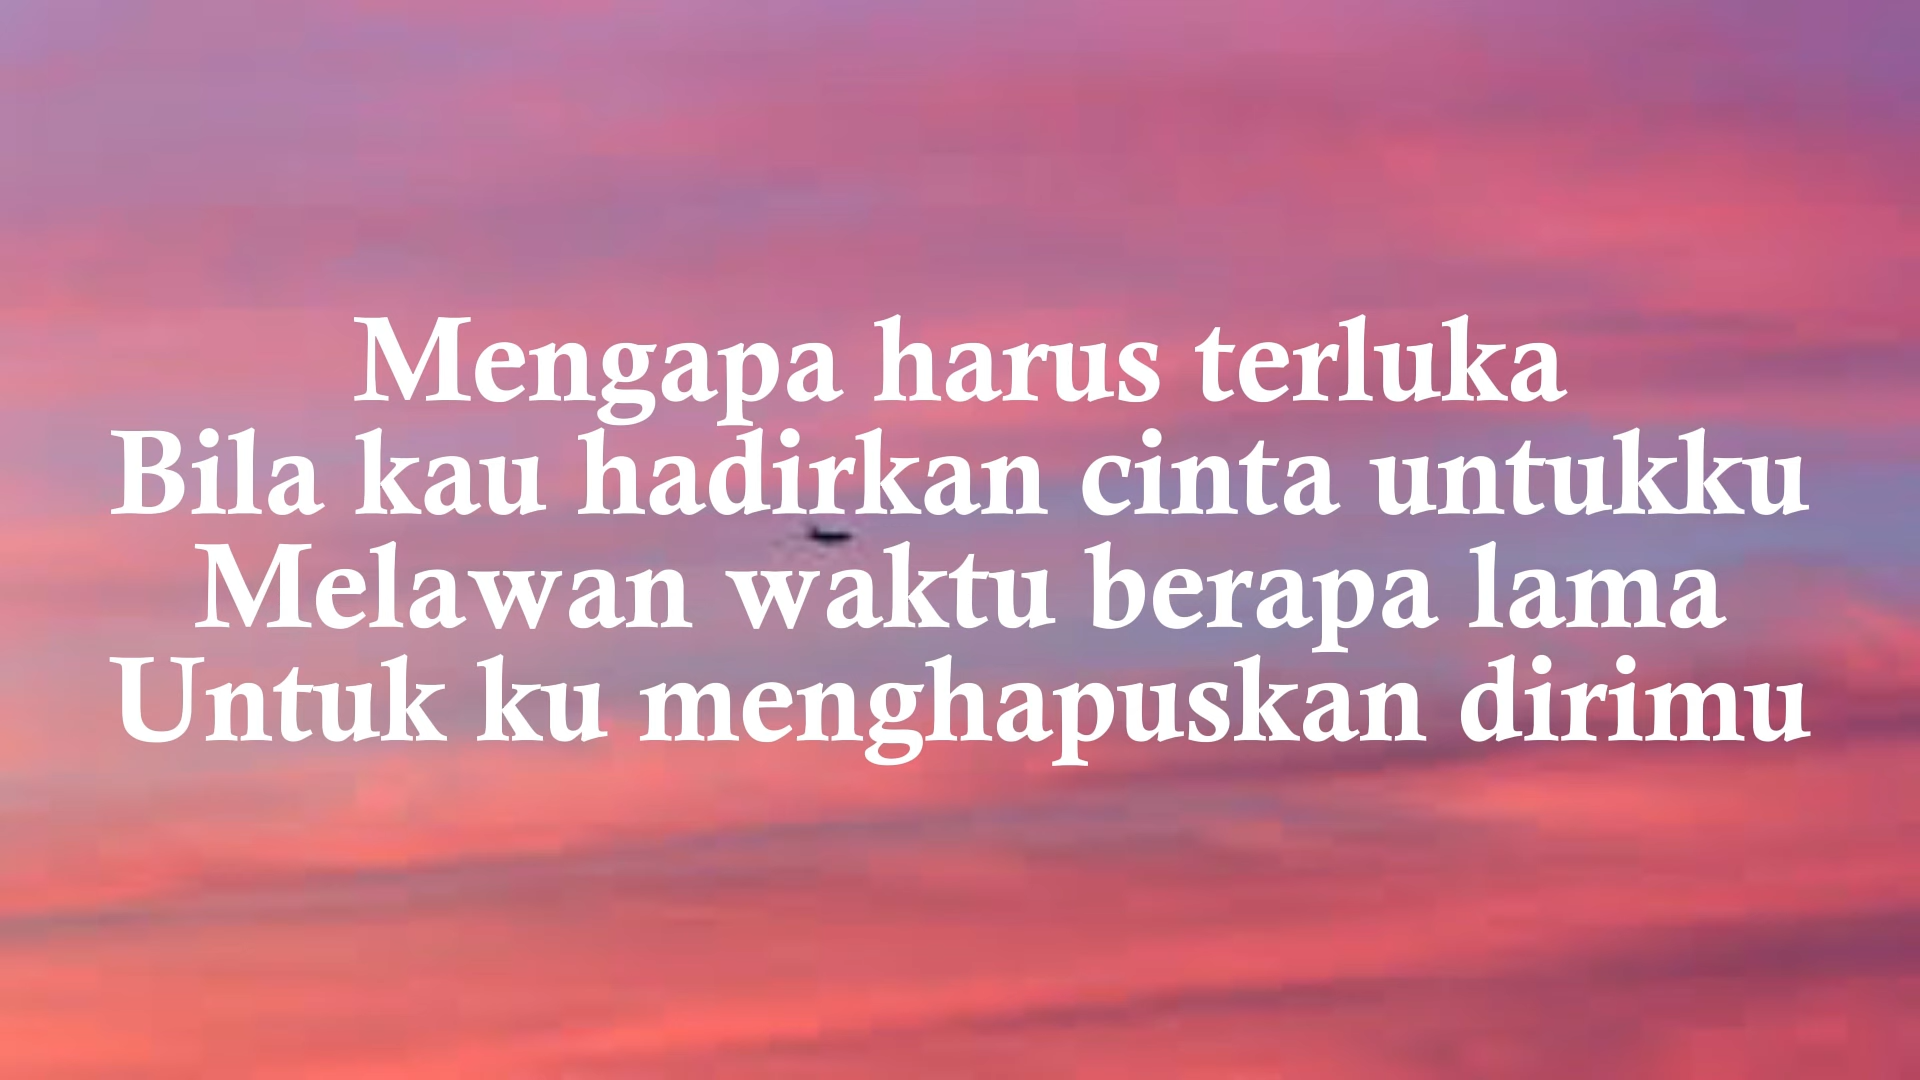 Mengapa harus terluka
Bila kau hadirkan cinta untukku
Melawan waktu berapa lama
Untuk ku menghapuskan dirimu